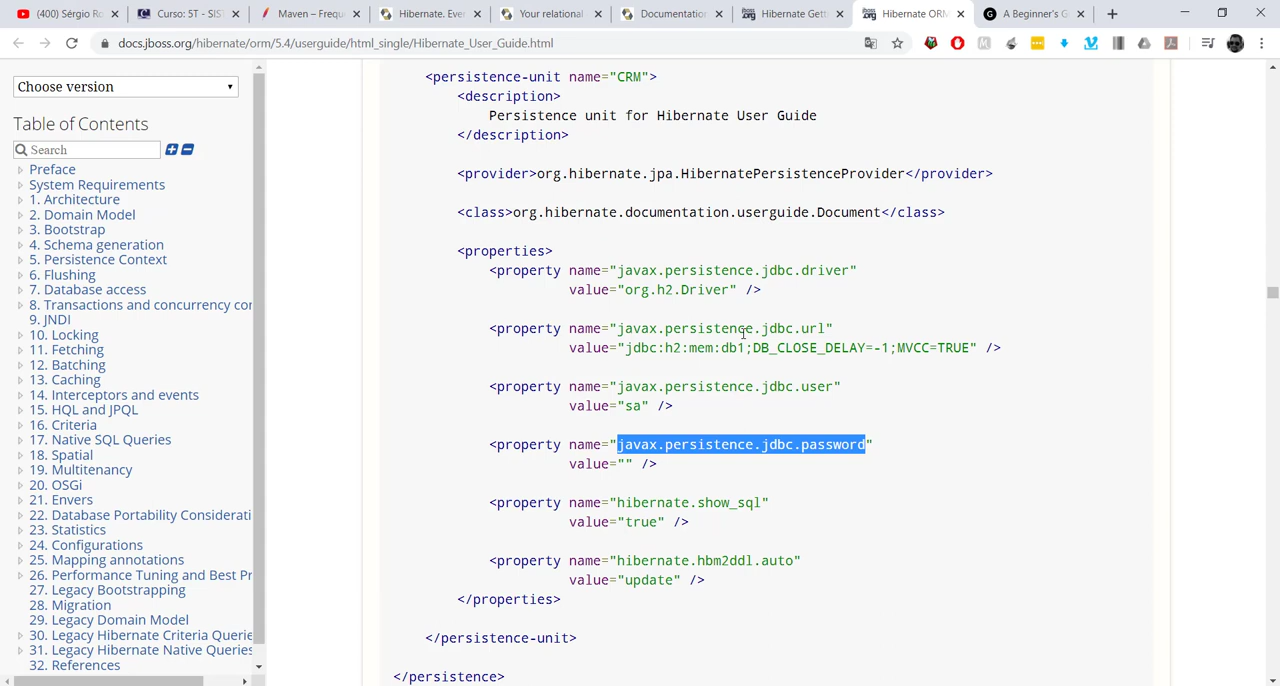 (400) Sérgio Ro
Curso: 5T - SIS
Maven – Frequ
Hibernate. Ever
Your relational
Documentation
Hibernate Gett
Hibernate ORM
A Beginner's G
docs.jboss.org/hibernate/orm/5.4/userguide/html_single/Hibernate_User_Guide.html
Choose version
Table of Contents
Search
Preface
System Requirements
1. Architecture
2. Domain Model
3. Bootstrap
4. Schema generation
5. Persistence Context
6. Flushing
7. Database access
8. Transactions and concurrency cor
9. JNDI
10. Locking
11. Fetching
12. Batching
13. Caching
14. Interceptors and events
15. HQL and JPQL
16. Criteria
17. Native SQL Queries
18. Spatial
19. Multitenancy
20. OSGi
21. Envers
22. Database Portability Considerati
23. Statistics
24. Configurations
25. Mapping annotations
26. Performance Tuning and Best Pr
27. Legacy Bootstrapping
28. Migration
29. Legacy Domain Model
30. Legacy Hibernate Criteria Querie
31. Legacy Hibernate Native Queries
32. References
<persistence-unit name="CRM">
<description>
Persistence unit for Hibernate User Guide
</description>
<provider>org.hibernate.jpa.HibernatePersistenceProvider</provider>
<class>org.hibernate.documentation.userguide.Document</class>
<properties>
<property name="javax.persistence.jdbc.driver"
value="org.h2.Driver" />
<property name="javax.persistence.jdbc.url"
value="jdbc:h2:mem:db1;DB_CLOSE_DELAY=-1;MVCC=TRUE" />
<property name="javax.persistence.jdbc.user"
value="sa" />
<property name="javax.persistence.jdbc.password"
value="" />
<property name="hibernate.show_sql"
value="true" />
<property name="hibernate.hbm2ddl.auto"
value="update" />
</properties>
</persistence-unit>
</persistence>